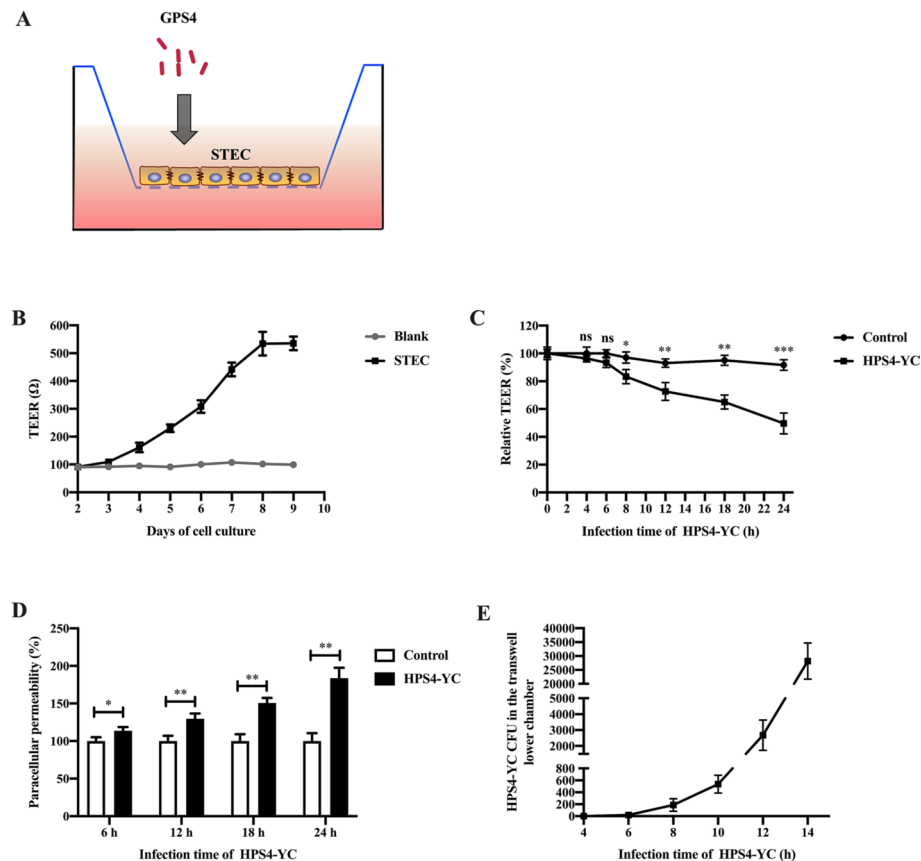 A
GPS4
STEC
B
600
500
400
300
200
100
0
TEER (Ω)
2 3 4 5 6 7 8 9 10
Days of cell culture
Blank
STEC
C
120
100
80
60
40
20
0
Relative TEER (%)
ns ns * ** ** ***
0 2 4 6 8 10 12 14 16 18 20 22 24
Infection time of HPS4-YC (h)
Control
HPS4-YC
D
250
200
150
100
50
0
Paracellular permeability (%)
* ** ** **
6 h 12 h 18 h 24 h
Infection time of HPS4-YC
Control
HPS4-YC
E
40000
35000
30000
25000
20000
5000
4000
3000
2000
1000
800
600
400
200
0
HPS4-YC CFU in the transwell
lower chamber
4 6 8 10 12 14
Infection time of HPS4-YC (h)